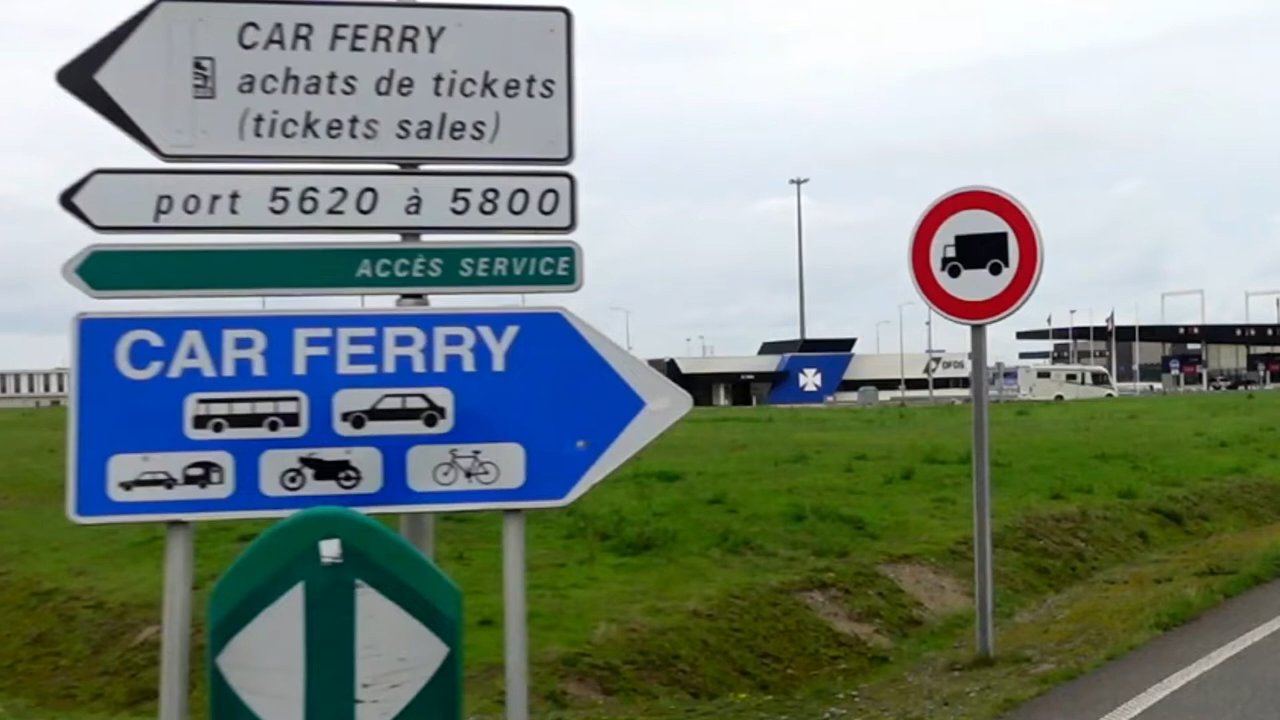 CAR FERRY
achats de tickets
(tickets sales)
port 5620 à 5800
ACCÈS SERVICE
CAR FERRY
DFDS